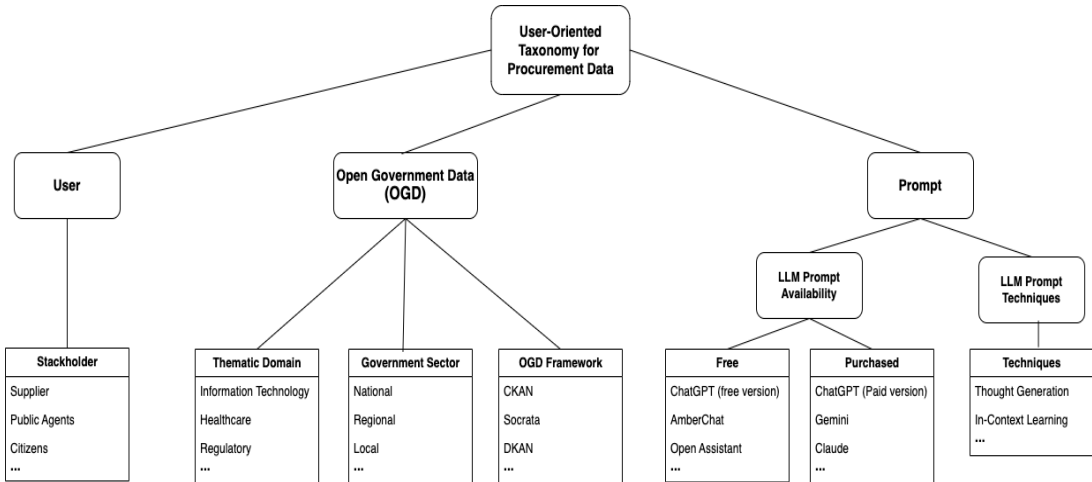 User-Oriented
Taxonomy for
Procurement Data
User
Open Government Data
(OGD)
Prompt
LLM Prompt
Availability
LLM Prompt
Techniques
Stackholder
Supplier
Public Agents
Citizens
...
Thematic Domain
Information Technology
Healthcare
Regulatory
...
Government Sector
National
Regional
Local
...
OGD Framework
CKAN
Socrata
DKAN
...
Free
ChatGPT (free version)
AmberChat
Open Assistant
...
Purchased
ChatGPT (Paid version)
Gemini
Claude
...
Techniques
Thought Generation
In-Context Learning
...